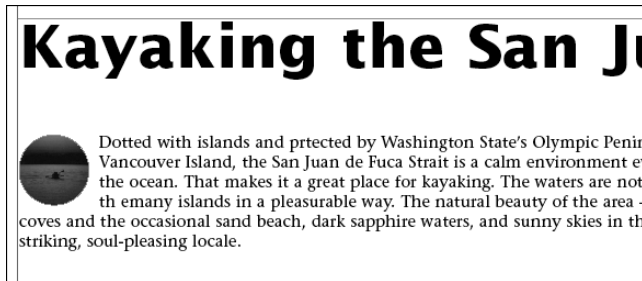 Kayaking the San Ju
Dotted with islands and prtected by Washington State's Olympic Penin
Vancouver Island, the San Juan de Fuca Strait is a calm environment e
the ocean. That makes it a great place for kayaking. The waters are not
th emany islands in a pleasurable way. The natural beauty of the area -
coves and the occasional sand beach, dark sapphire waters, and sunny skies in th
striking, soul-pleasing locale.